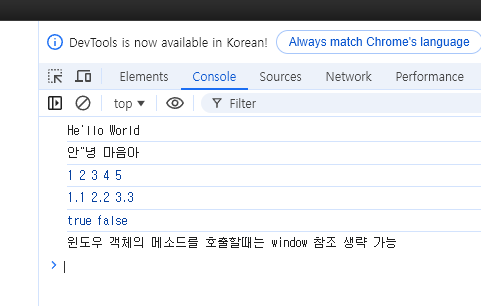 DevTools is now available in Korean! Always match Chrome's language
Elements Console Sources Network Performance
top Filter
He'llo World
안"녕 마음아
1 2 3 4 5
1.1 2.2 3.3
true false
윈도우 객체의 메소드를 호출할때는 window 참조 생략 가능